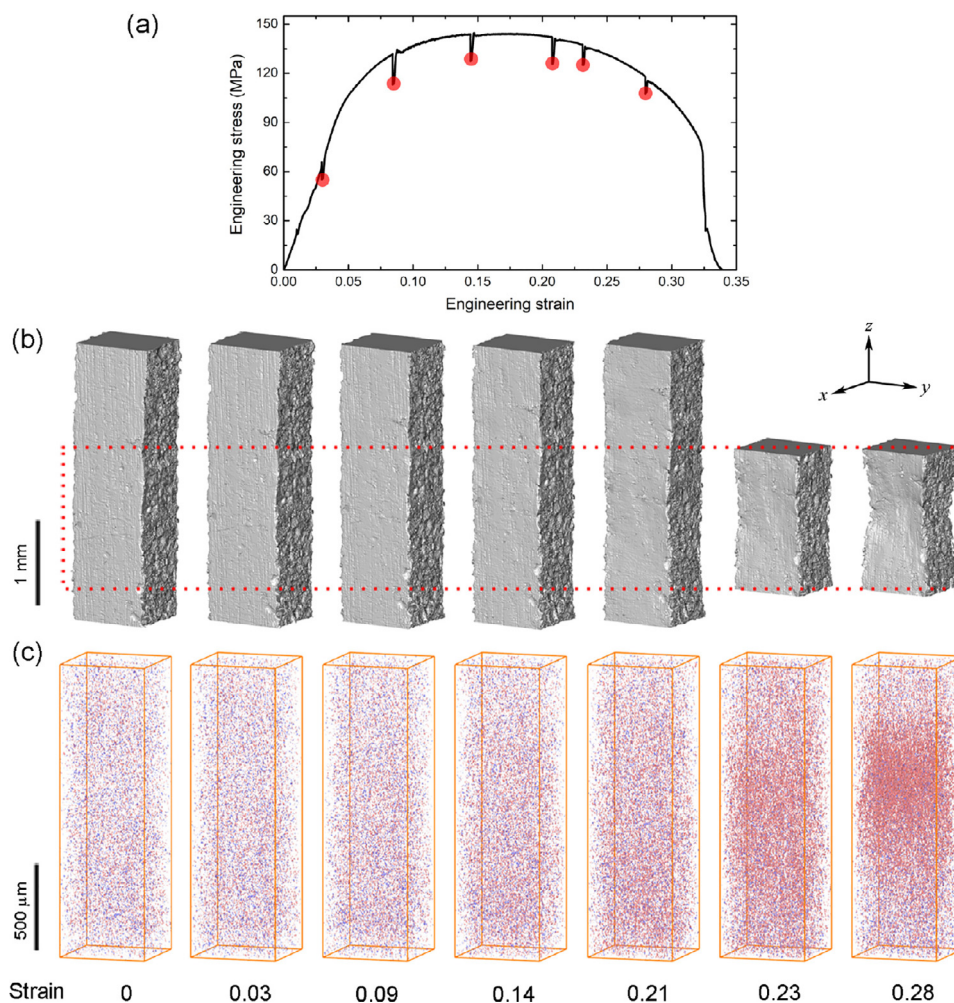 (a)
150
120
90
60
30
0
Engineering stress (MPa)
0.00 0.05 0.10 0.15 0.20 0.25 0.30 0.35
Engineering strain
(b)
z
x
y
1 mm
(c)
500 μm
Strain 0 0.03 0.09 0.14 0.21 0.23 0.28